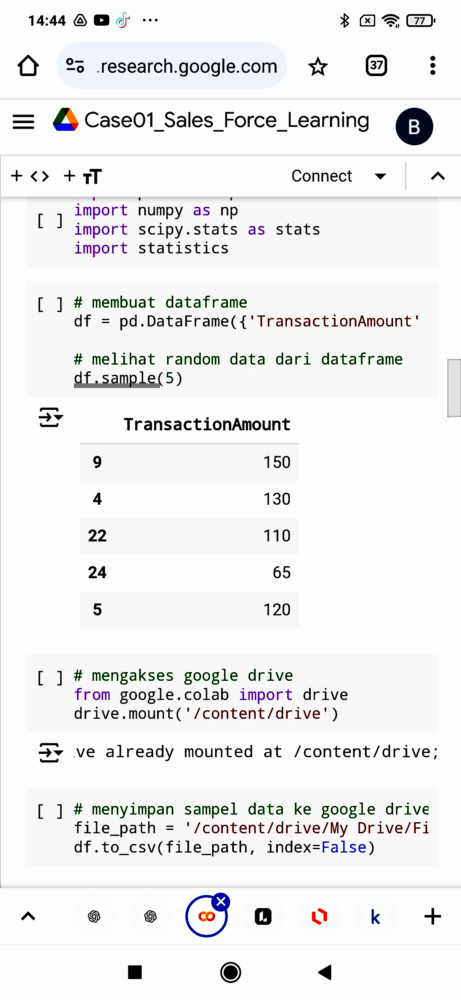 14:44
77
.research.google.com
37
Case01_Sales_Force_Learning
B
+ <> + TT
Connect
[ ]
import numpy as np
import scipy.stats as stats
import statistics
[ ] # membuat dataframe
df = pd.DataFrame({'TransactionAmount'
# melihat random data dari dataframe
df.sample(5)
TransactionAmount
9 150
4 130
22 110
24 65
5 120
[ ] # mengakses google drive
from google.colab import drive
drive.mount('/content/drive')
ve already mounted at /content/drive;
[ ] # menyimpan sampel data ke google drive
file_path = '/content/drive/My Drive/Fi
df.to_csv(file_path, index=False)
k